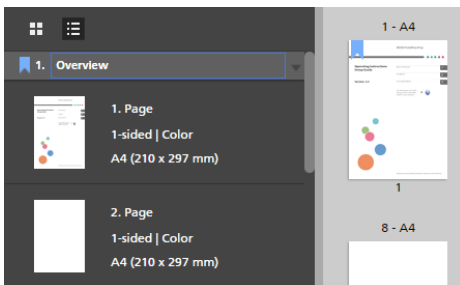 1. Overview
1. Page
1-sided | Color
A4 (210 x 297 mm)
2. Page
1-sided | Color
A4 (210 x 297 mm)
1 - A4
1
8 - A4